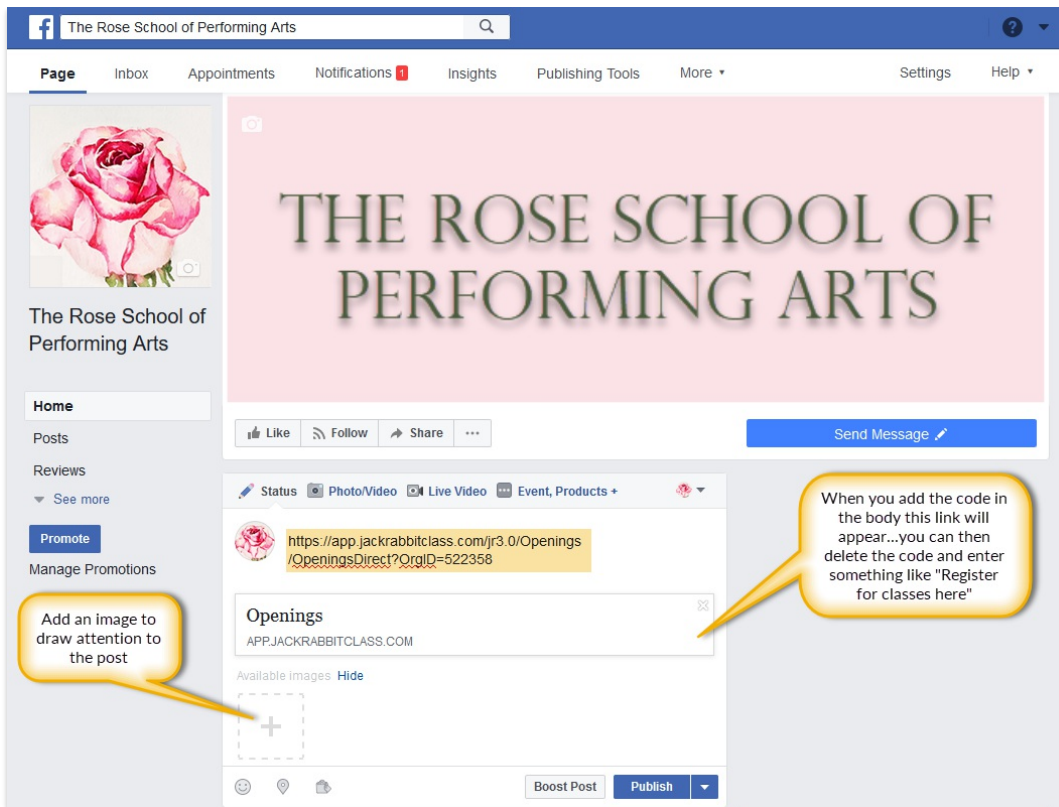 f The Rose School of Performing Arts
?
Page Inbox Appointments Notifications 1 Insights Publishing Tools More Settings Help
THE ROSE SCHOOL OF
PERFORMING ARTS
The Rose School of
Performing Arts
Home
Posts
Reviews
See more
Promote
Manage Promotions
Like Follow Share ...
Send Message
Status Photo/Video Live Video Event, Products +
https://app.jackrabbitclass.com/jr3.0/Openings
/OpeningsDirect?OrgID=522358
Openings
APP.JACKRABBITCLASS.COM
Available images Hide
+
Boost Post Publish
When you add the code in
the body this link will
appear...you can then
delete the code and enter
something like "Register
for classes here"
Add an image to
draw attention to
the post